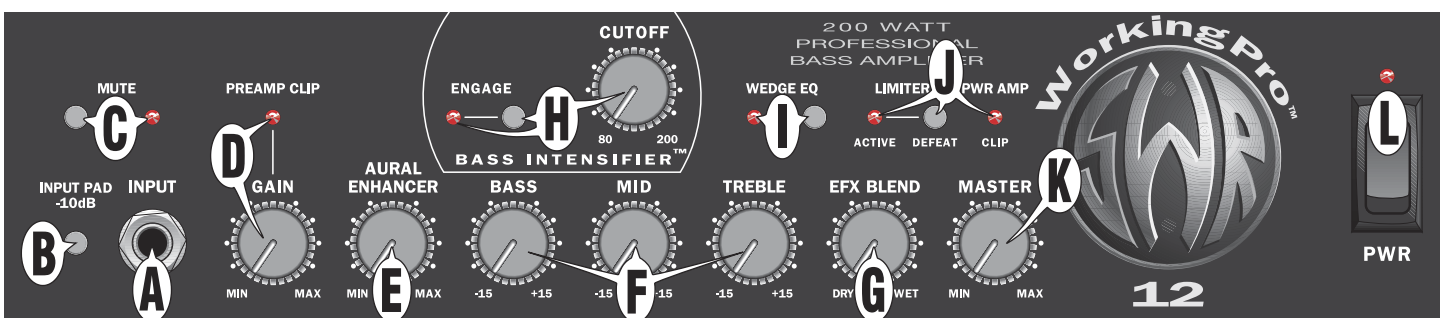 200 WATT
PROFESSIONAL
BASS AMPLIFIER
WorkingPro™
CUTOFF
MUTE
PREAMP CLIP
ENGAGE
WEDGE EQ
LIMITER
PWR AMP
C
D
H
I
J
L
80 200
ACTIVE DEFEAT CLIP
BASS INTENSIFIER™
SWR
INPUT PAD
-10dB
INPUT
GAIN
AURAL
ENHANCER
BASS
MID
TREBLE
EFX BLEND
MASTER
K
B
A
E
F
G
PWR
MIN MAX
MIN MAX
-15 +15
-15 -15
-15 +15
DRY WET
MIN MAX
12